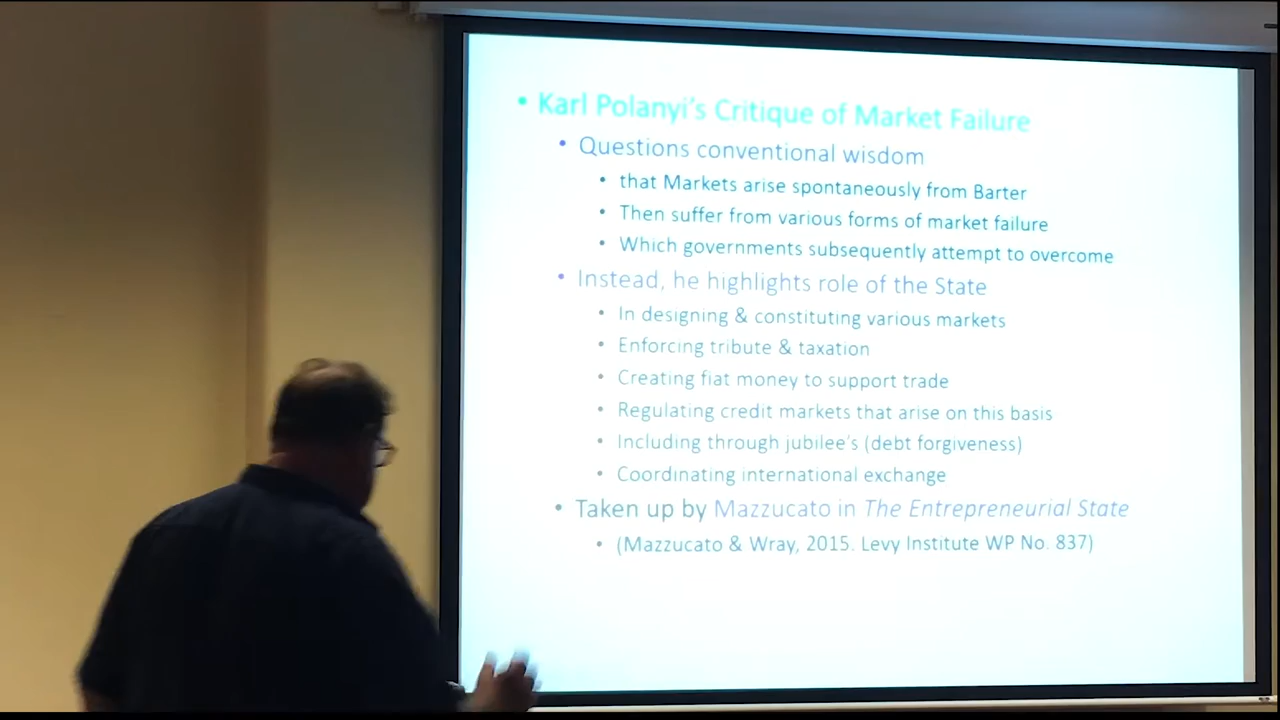 • Karl Polanyi's Critique of Market Failure
• Questions conventional wisdom
• that Markets arise spontaneously from Barter
• Then suffer from various forms of market failure
• Which governments subsequently attempt to overcome
• Instead, he highlights role of the State
• In designing & constituting various markets
• Enforcing tribute & taxation
• Creating fiat money to support trade
• Regulating credit markets that arise on this basis
• Including through jubilee's (debt forgiveness)
• Coordinating international exchange
• Taken up by Mazzucato in The Entrepreneurial State
• (Mazzucato & Wray, 2015. Levy Institute WP No. 837)